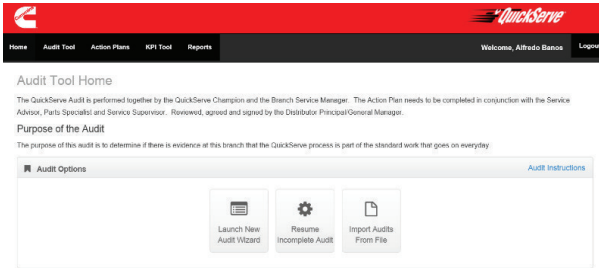 QuickServe
Home Audit Tool Action Plans KPI Tool Reports Welcome, Alfredo Banos Logou
Audit Tool Home
The QuickServe Audit is performed together by the QuickServe Champion and the Branch Service Manager. The Action Plan needs to be completed in conjunction with the Service
Advisor, Parts Specialist and Service Supervisor. Reviewed, agreed and signed by the Distributor Principal/General Manager.
Purpose of the Audit
The purpose of this audit is to determine if there is evidence at this branch that the QuickServe process is part of the standard work that goes on everyday.
Audit Options Audit Instructions
Launch New Resume Import Audits
Audit Wizard Incomplete Audit From File